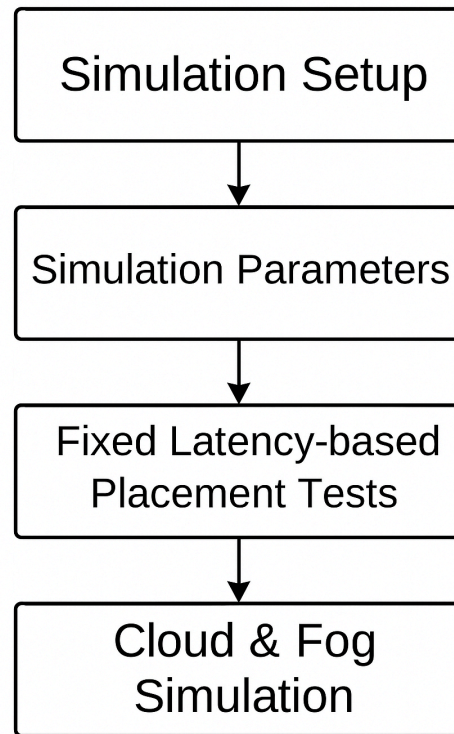 Simulation Setup
Simulation Parameters
Fixed Latency-based
Placement Tests
Cloud & Fog
Simulation